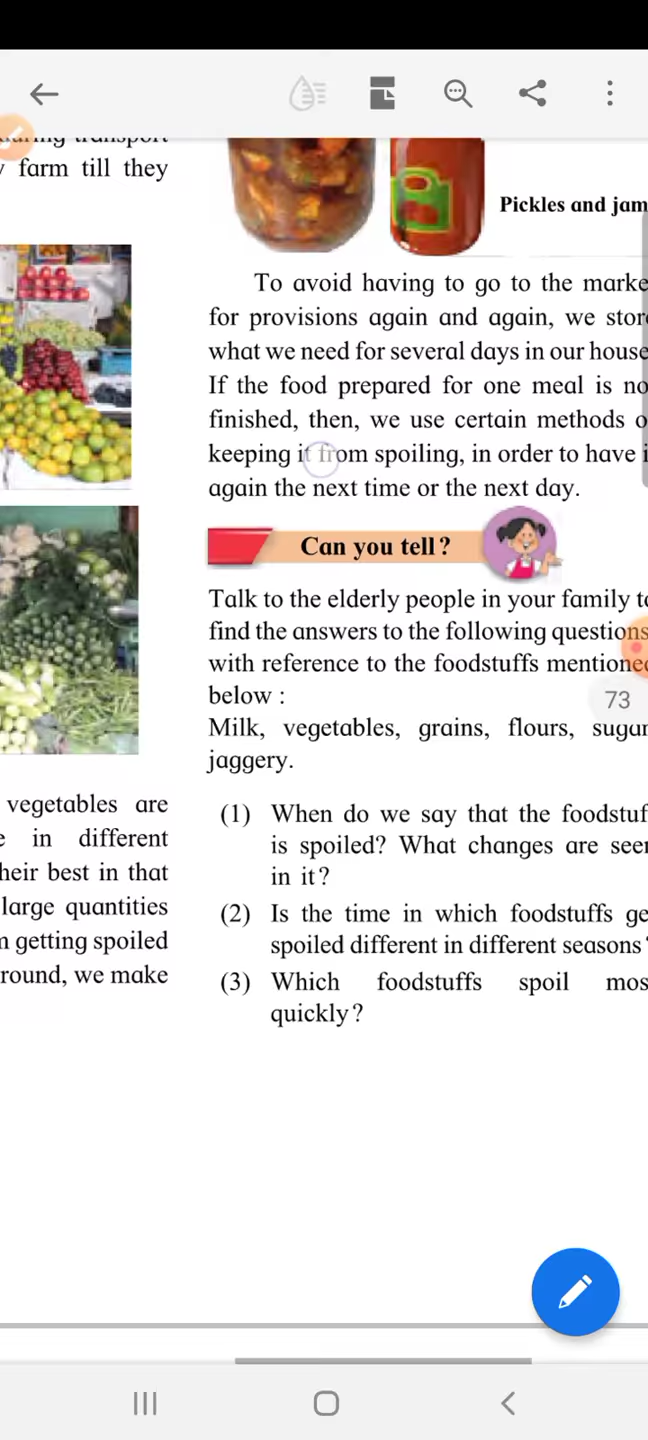 during transport
farm till they
vegetables are
in different
heir best in that
large quantities
getting spoiled
round, we make
Pickles and jam
To avoid having to go to the marke
for provisions again and again, we stor
what we need for several days in our house
If the food prepared for one meal is no
finished, then, we use certain methods o
keeping it from spoiling, in order to have i
again the next time or the next day.
Can you tell?
Talk to the elderly people in your family to
find the answers to the following questions
with reference to the foodstuffs mentioned
below :
73
Milk, vegetables, grains, flours, sugar
jaggery.
(1) When do we say that the foodstuf
is spoiled? What changes are seen
in it?
(2) Is the time in which foodstuffs ge
spoiled different in different seasons?
(3) Which foodstuffs spoil mos
quickly?